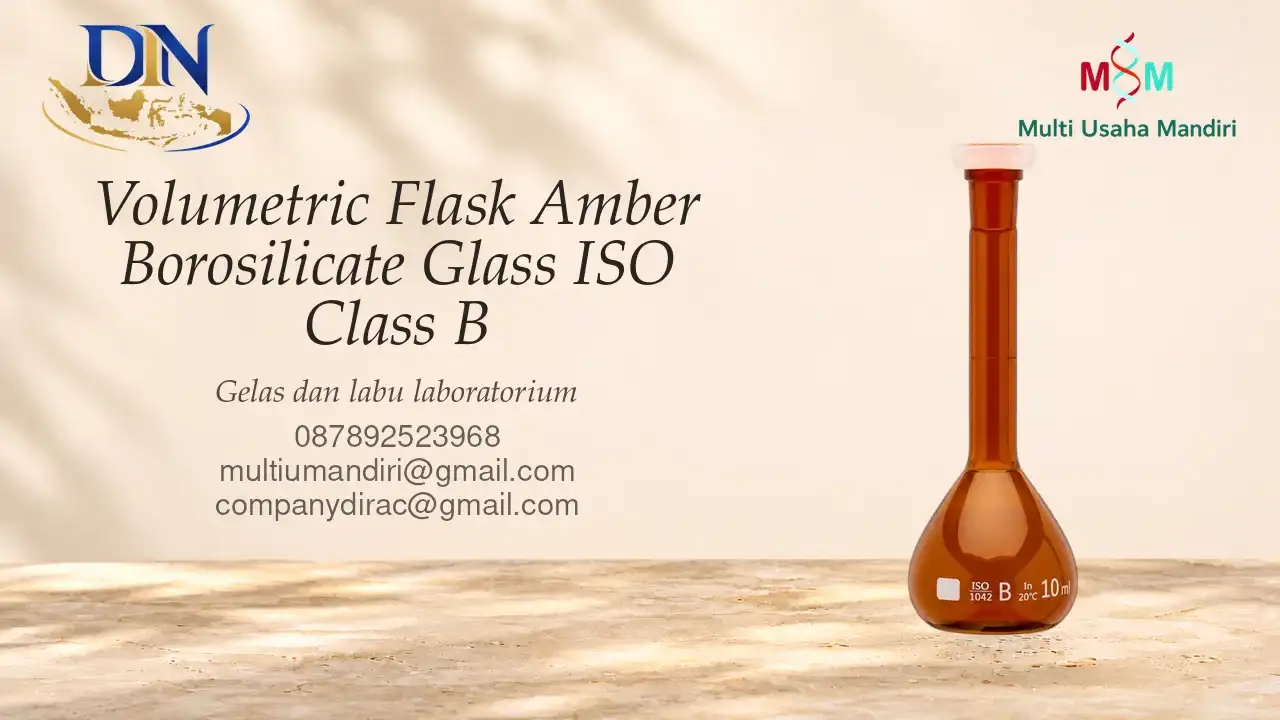 DIN
M M
Multi Usaha Mandiri
Volumetric Flask Amber
Borosilicate Glass ISO
Class B
Gelas dan labu laboratorium
087892523968
multiumandiri@gmail.com
companydirac@gmail.com
ISO
1042
B
In
20°C
10 ml